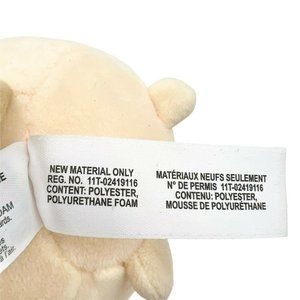 NEW MATERIAL ONLY
REG. NO. 11T-02419116
CONTENT: POLYESTER,
POLYURETHANE FOAM
MATÉRIAUX NEUFS SEULEMENT
N° DE PERMIS 11T-02419116
CONTENU: POLYESTER,
MOUSSE DE POLYURÉTHANE